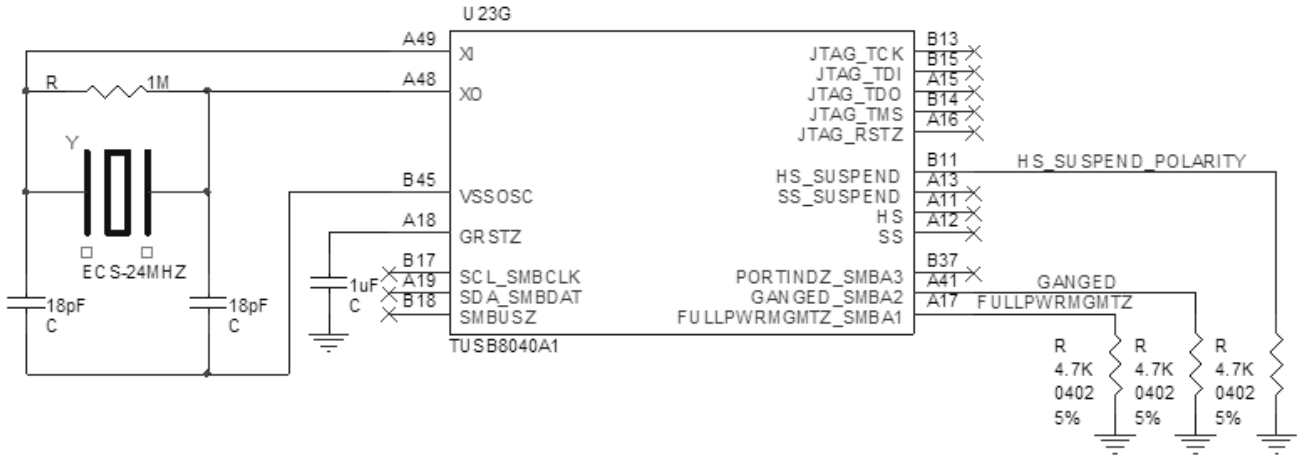 U23G
A49
XI
A48
XO
R
1M
Y
ECS-24MHZ
18pF
C
18pF
C
B45
VSSOSC
A18
GRSTZ
1uF
C
B17
SCL_SMBCLK
A19
SDA_SMBDAT
B18
SMBUSZ
TUSB8040A1
JTAG_TCK
B13
JTAG_TDI
B15
JTAG_TDO
A15
JTAG_TMS
B14
JTAG_RSTZ
A16
HS_SUSPEND
B11
HS_SUSPEND_POLARITY
SS_SUSPEND
A13
HS
A11
SS
A12
PORTINDZ_SMBA3
B37
GANGED_SMBA2
A41
GANGED
FULLPWRMGMTZ_SMBA1
A17
FULLPWRMGMTZ
R
4.7K
0402
5%
R
4.7K
0402
5%
R
4.7K
0402
5%